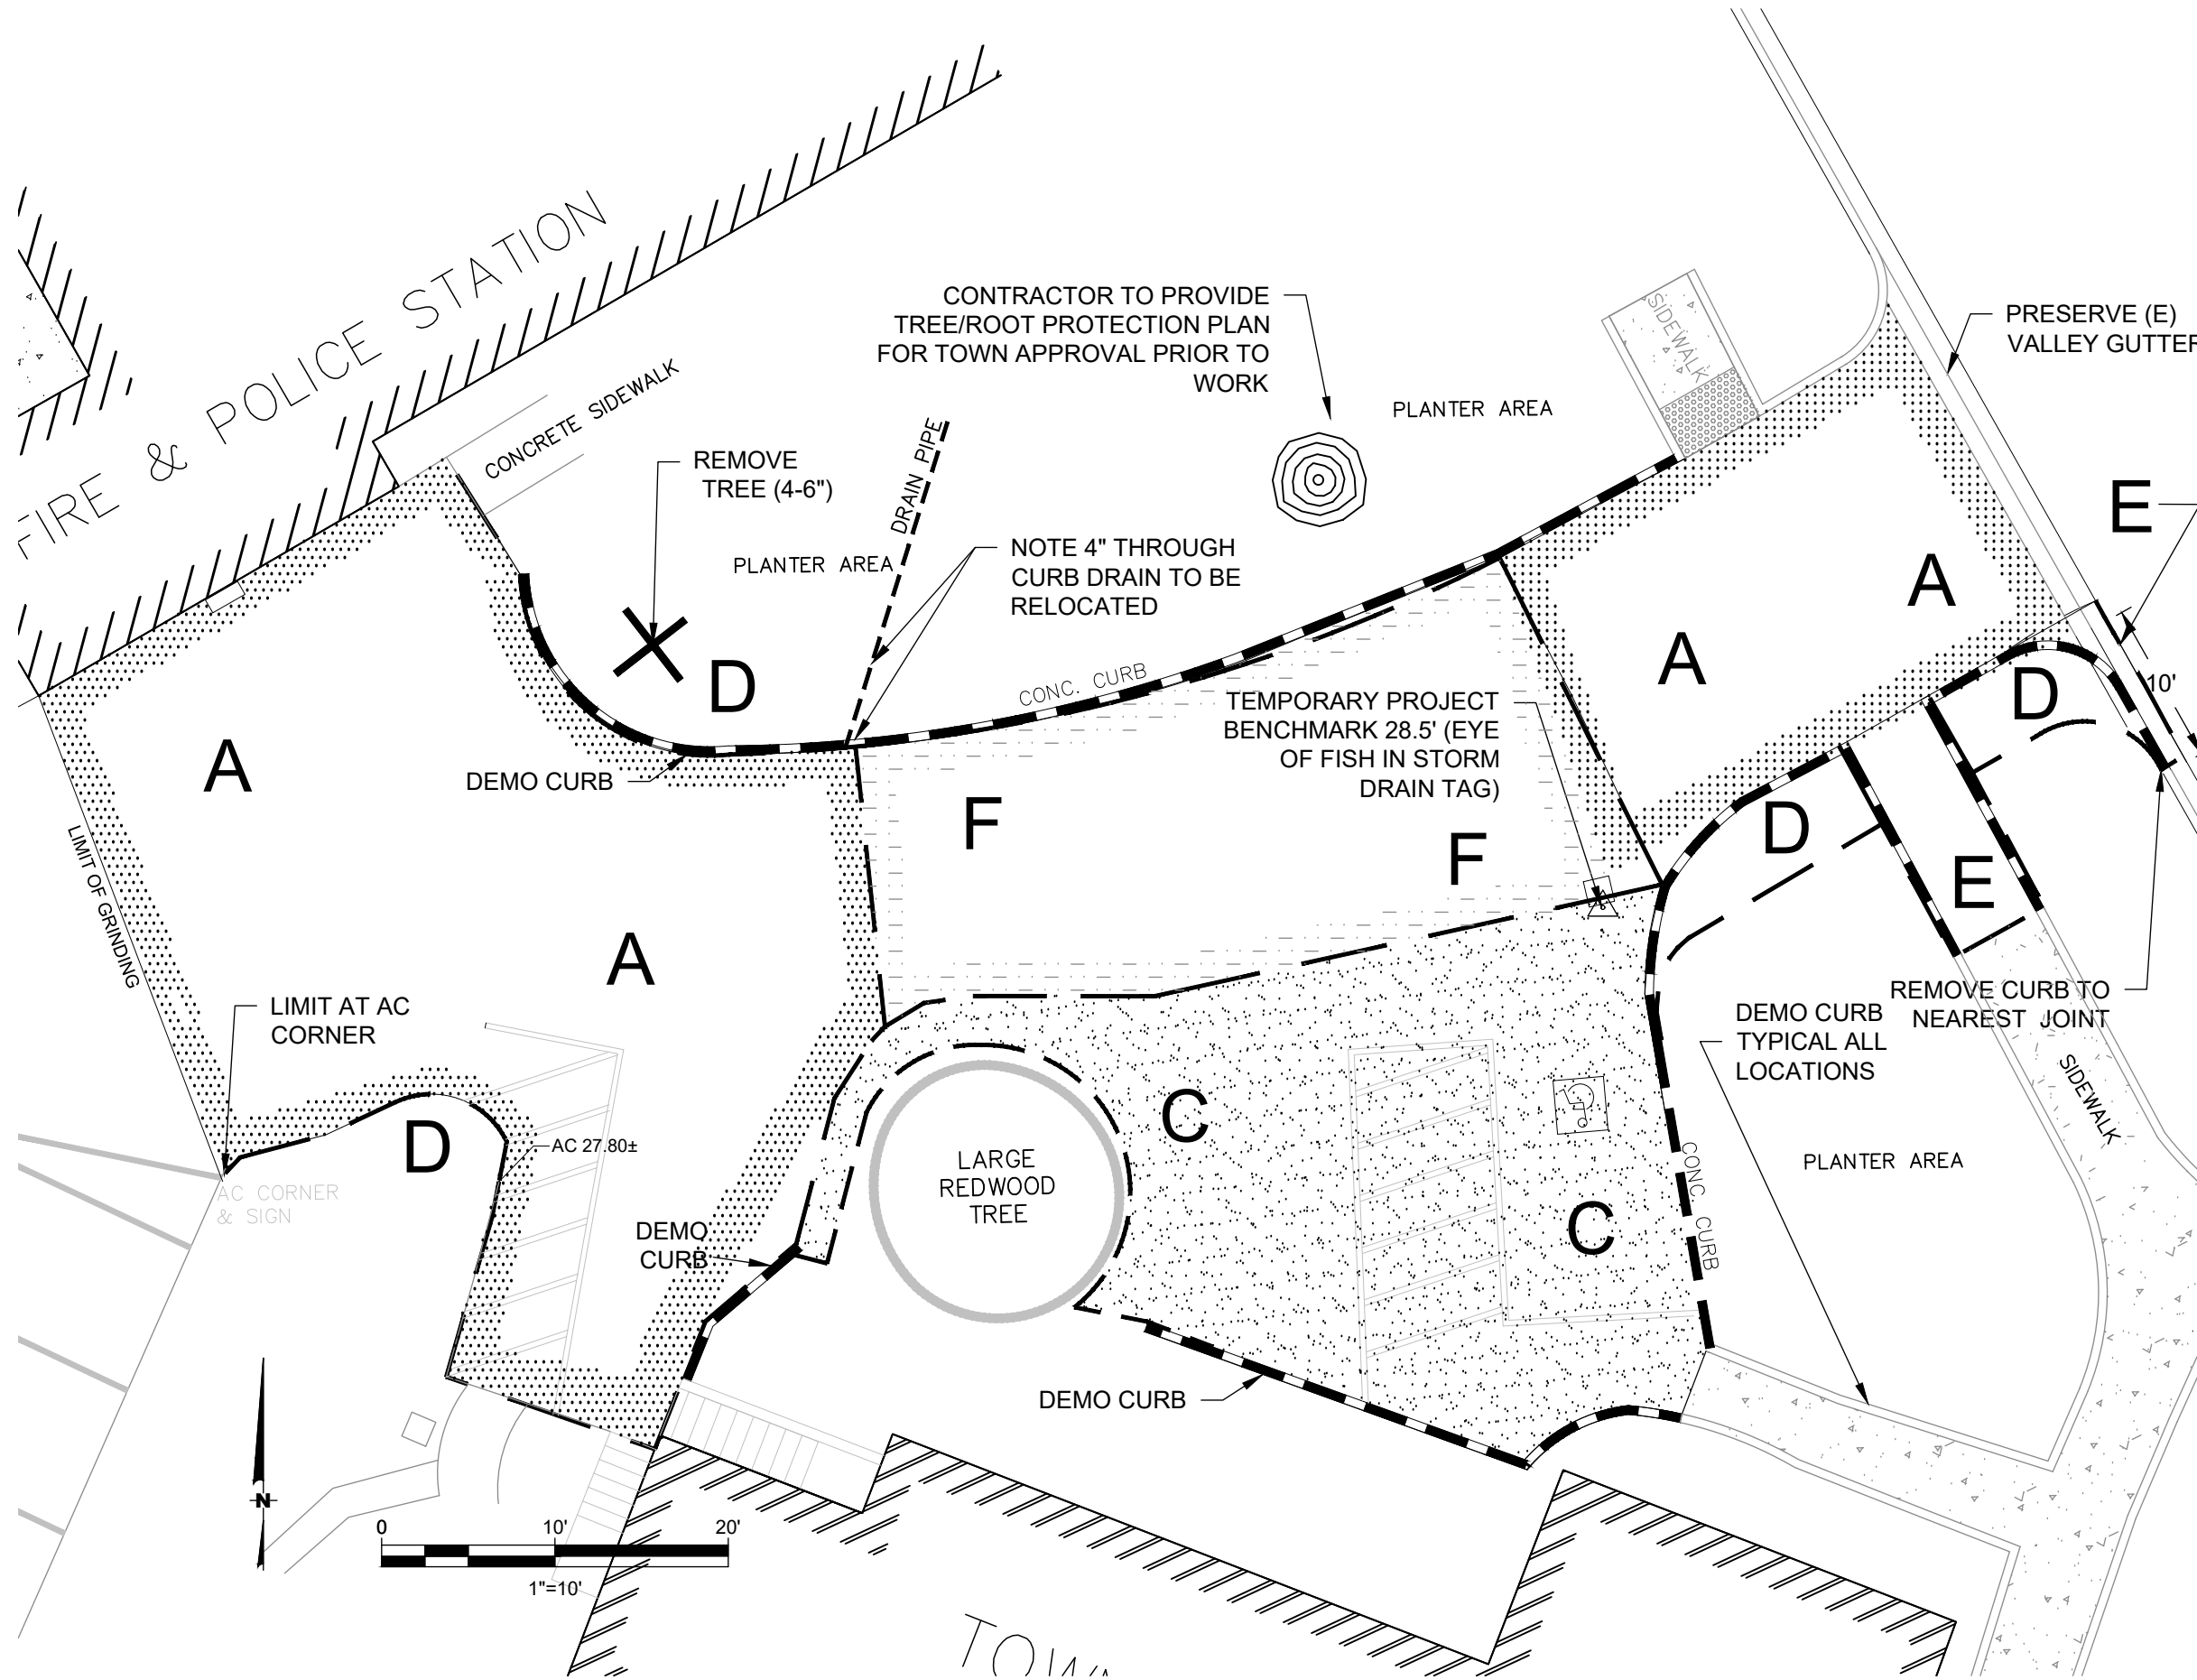 FIRE & POLICE STATION
CONCRETE SIDEWALK
REMOVE
TREE (4-6")
DRAIN PIPE
PLANTER AREA
CONTRACTOR TO PROVIDE
TREE/ROOT PROTECTION PLAN
FOR TOWN APPROVAL PRIOR TO
WORK
PLANTER AREA
SIDEWALK
PRESERVE (E)
VALLEY GUTTER
E
NOTE 4" THROUGH
CURB DRAIN TO BE
RELOCATED
D
CONC. CURB
TEMPORARY PROJECT
BENCHMARK 28.5' (EYE
OF FISH IN STORM
DRAIN TAG)
A
A
D
10'
A
DEMO CURB
F
F
D
E
LIMIT OF GRINDING
A
LIMIT AT AC
CORNER
REMOVE CURB TO
NEAREST JOINT
DEMO CURB
TYPICAL ALL
LOCATIONS
SIDEWALK
D
AC 27.80±
C
LARGE
REDWOOD
TREE
PLANTER AREA
CONC. CURB
AC CORNER
& SIGN
DEMO
CURB
C
DEMO CURB
N
0
10'
20'
1"=10'